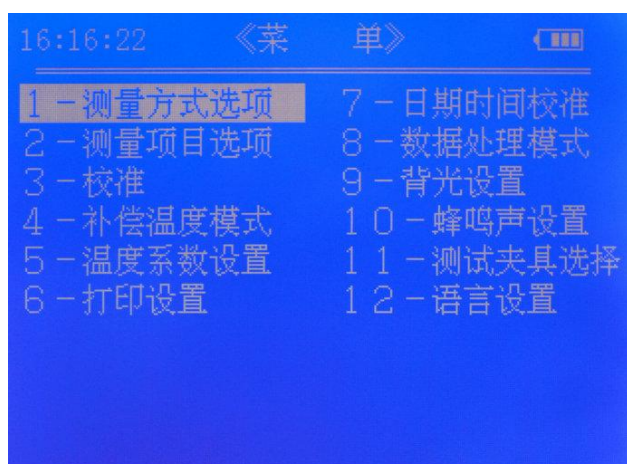 16:16:22 《菜 单》
1－测量方式选项
2－测量项目选项
3－校准
4－补偿温度模式
5－温度系数设置
6－打印设置
7－日期时间校准
8－数据处理模式
9－背光设置
10－蜂鸣声设置
11－测试夹具选择
12－语言设置